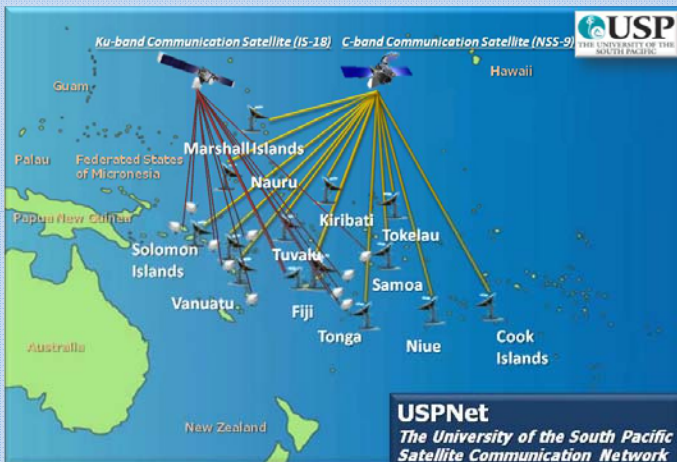 Ku-band Communication Satellite (IS-18)
C-band Communication Satellite (NSS-9)
USP
THE UNIVERSITY OF THE
SOUTH PACIFIC
Hawaii
Guam
Marshall Islands
Palau
Federated States
of Micronesia
Nauru
Papua New Guinea
Kiribati
Tokelau
Solomon
Islands
Tuvalu
Samoa
Vanuatu
Fiji
Tonga
Niue
Cook
Islands
Australia
New Zealand
USPNet
The University of the South Pacific
Satellite Communication Network